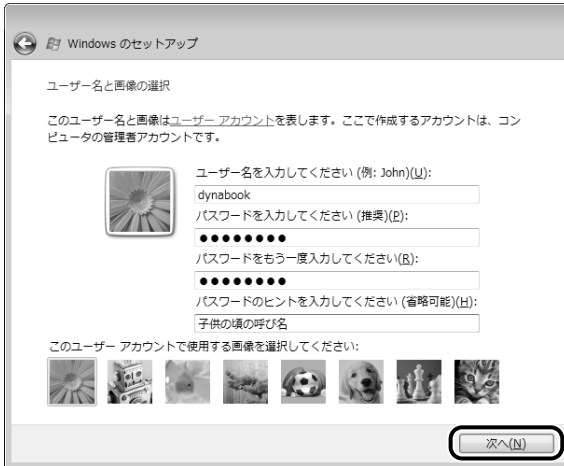 Windows のセットアップ
ユーザー名と画像の選択
このユーザー名と画像はユーザー アカウントを表します。ここで作成するアカウントは、コン
ピュータの管理者アカウントです。
ユーザー名を入力してください (例: John)(U):
dynabook
パスワードを入力してください (推奨)(P):
●●●●●●●●
パスワードをもう一度入力してください(R):
●●●●●●●●
パスワードのヒントを入力してください (省略可能)(H):
子供の頃の呼び名
このユーザー アカウントで使用する画像を選択してください:
次へ(N)